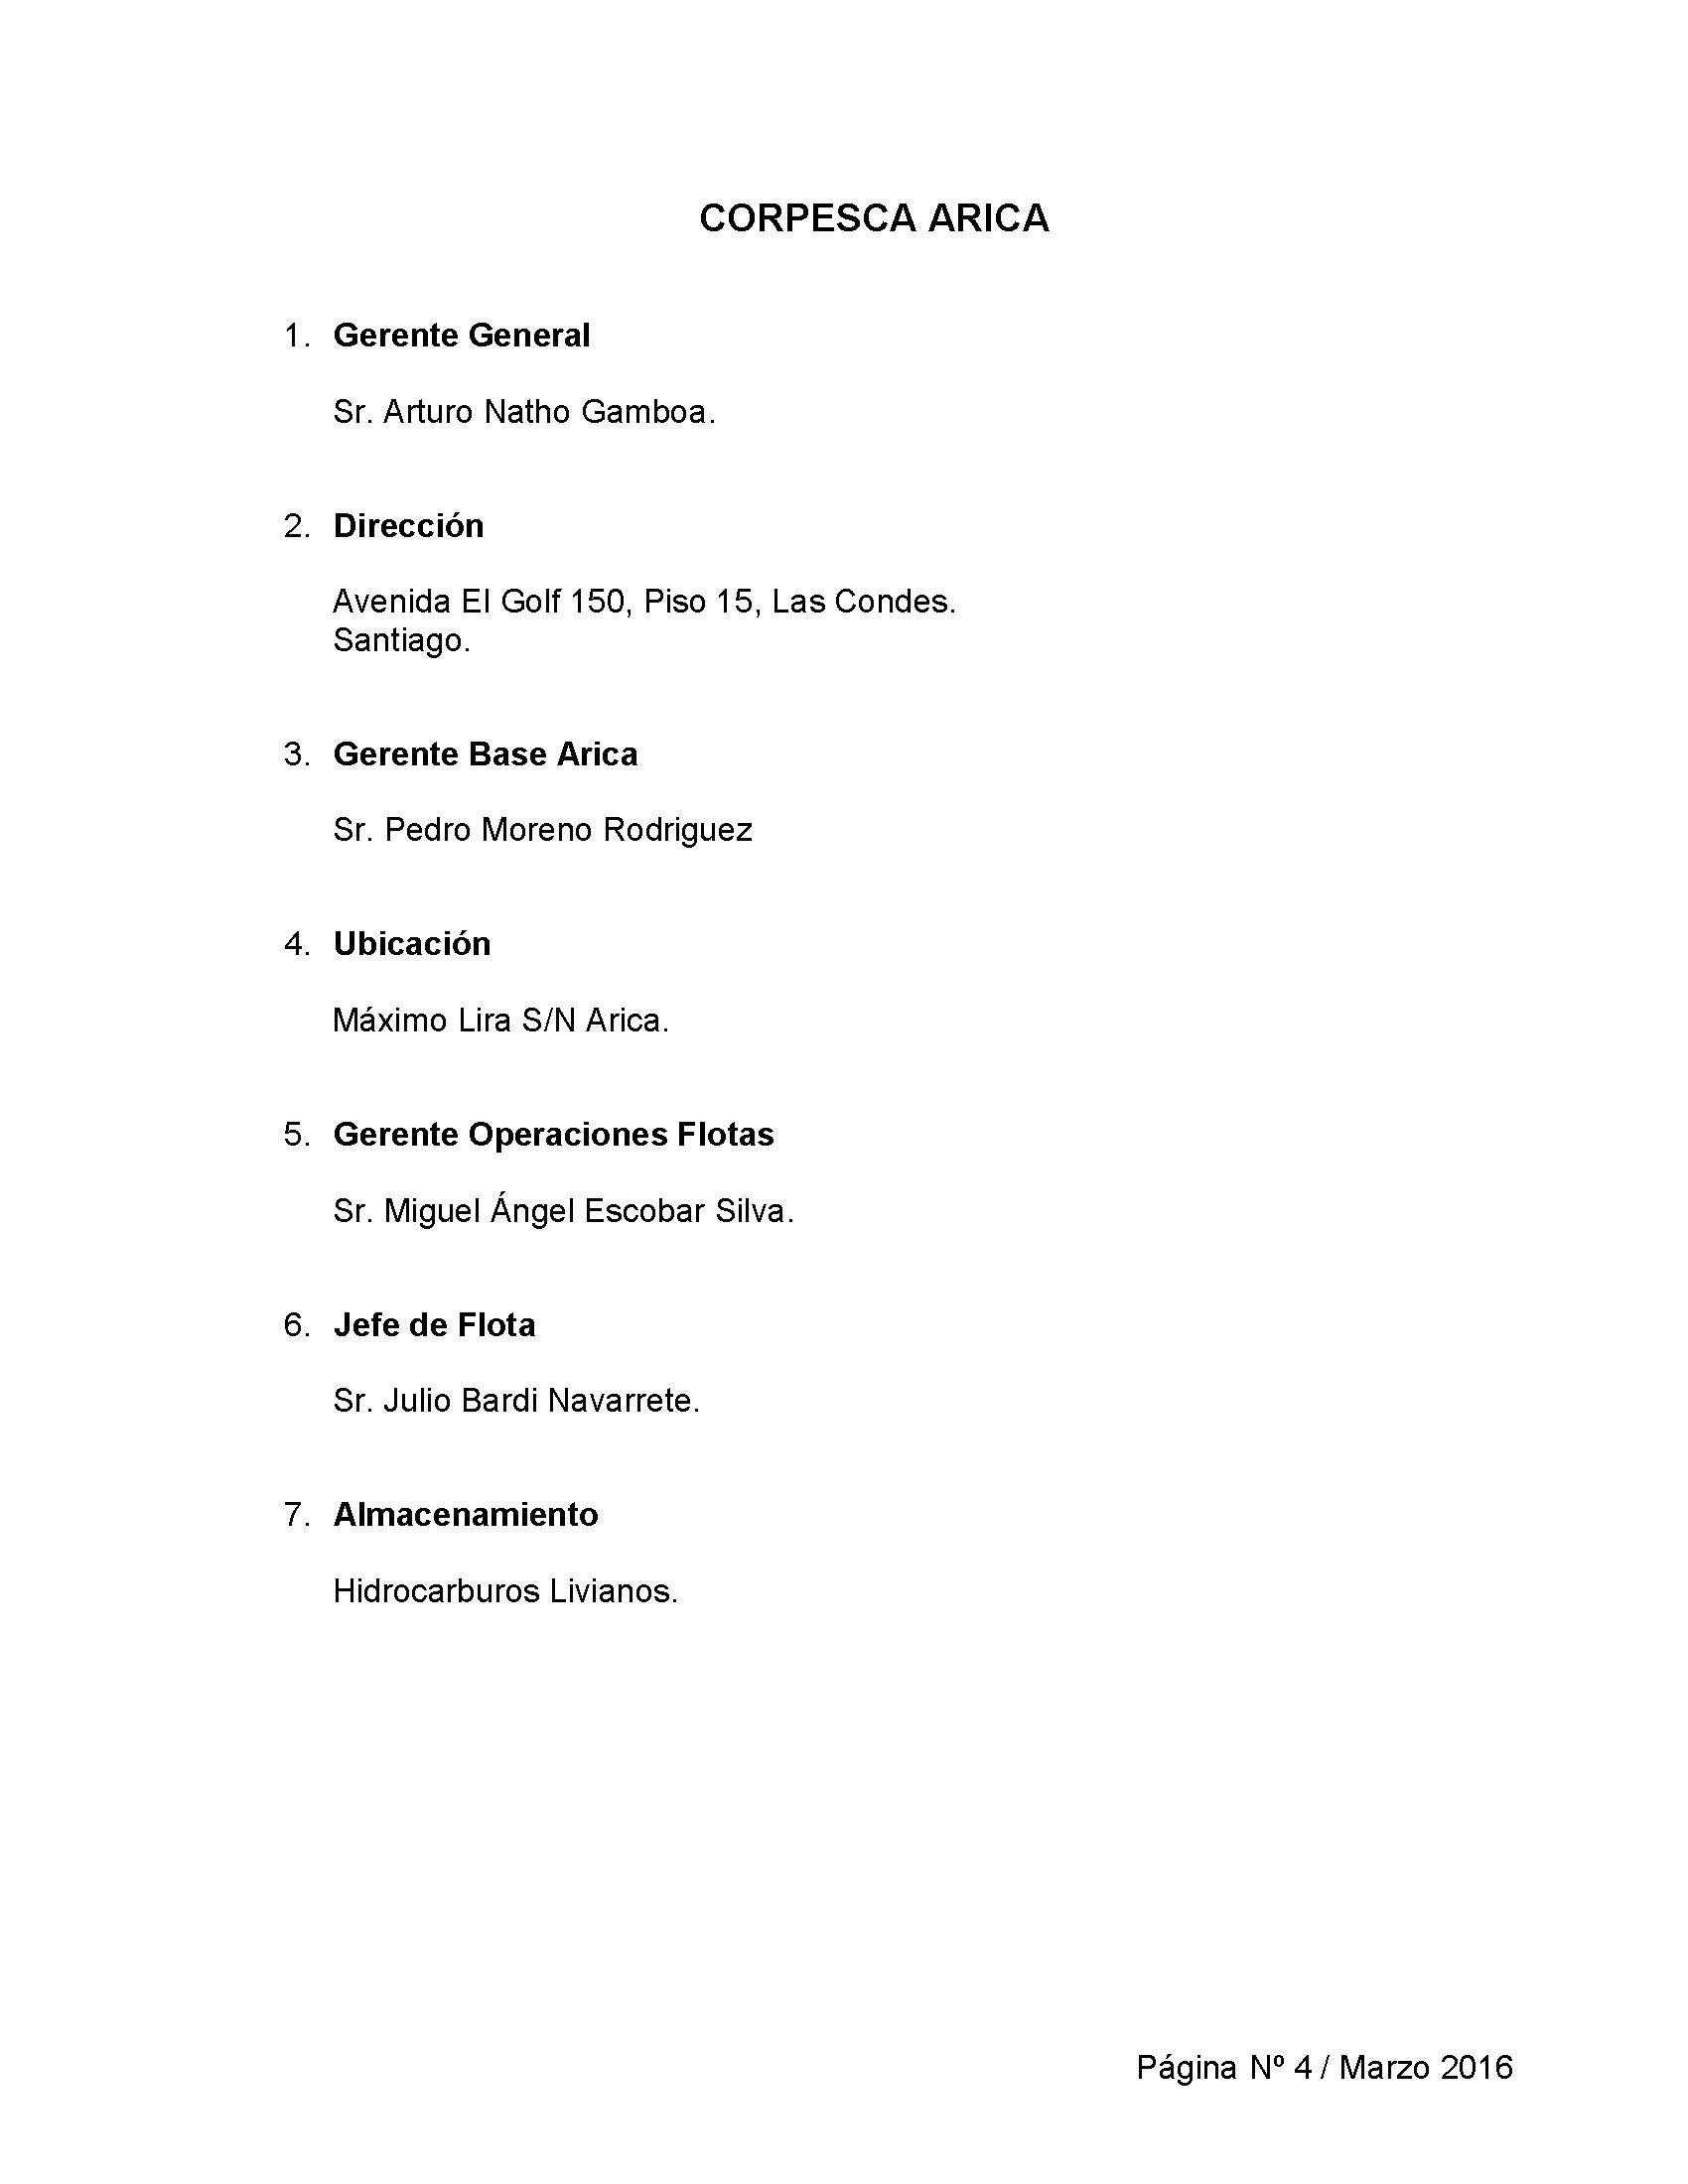 CORPESCA ARICA
1. Gerente General
Sr. Arturo Natho Gamboa.
2. Dirección
Avenida El Golf 150, Piso 15, Las Condes.
Santiago.
3. Gerente Base Arica
Sr. Pedro Moreno Rodriguez
4. Ubicación
Máximo Lira S/N Arica.
5. Gerente Operaciones Flotas
Sr. Miguel Ángel Escobar Silva.
6. Jefe de Flota
Sr. Julio Bardi Navarrete.
7. Almacenamiento
Hidrocarburos Livianos.
Página Nº 4 / Marzo 2016